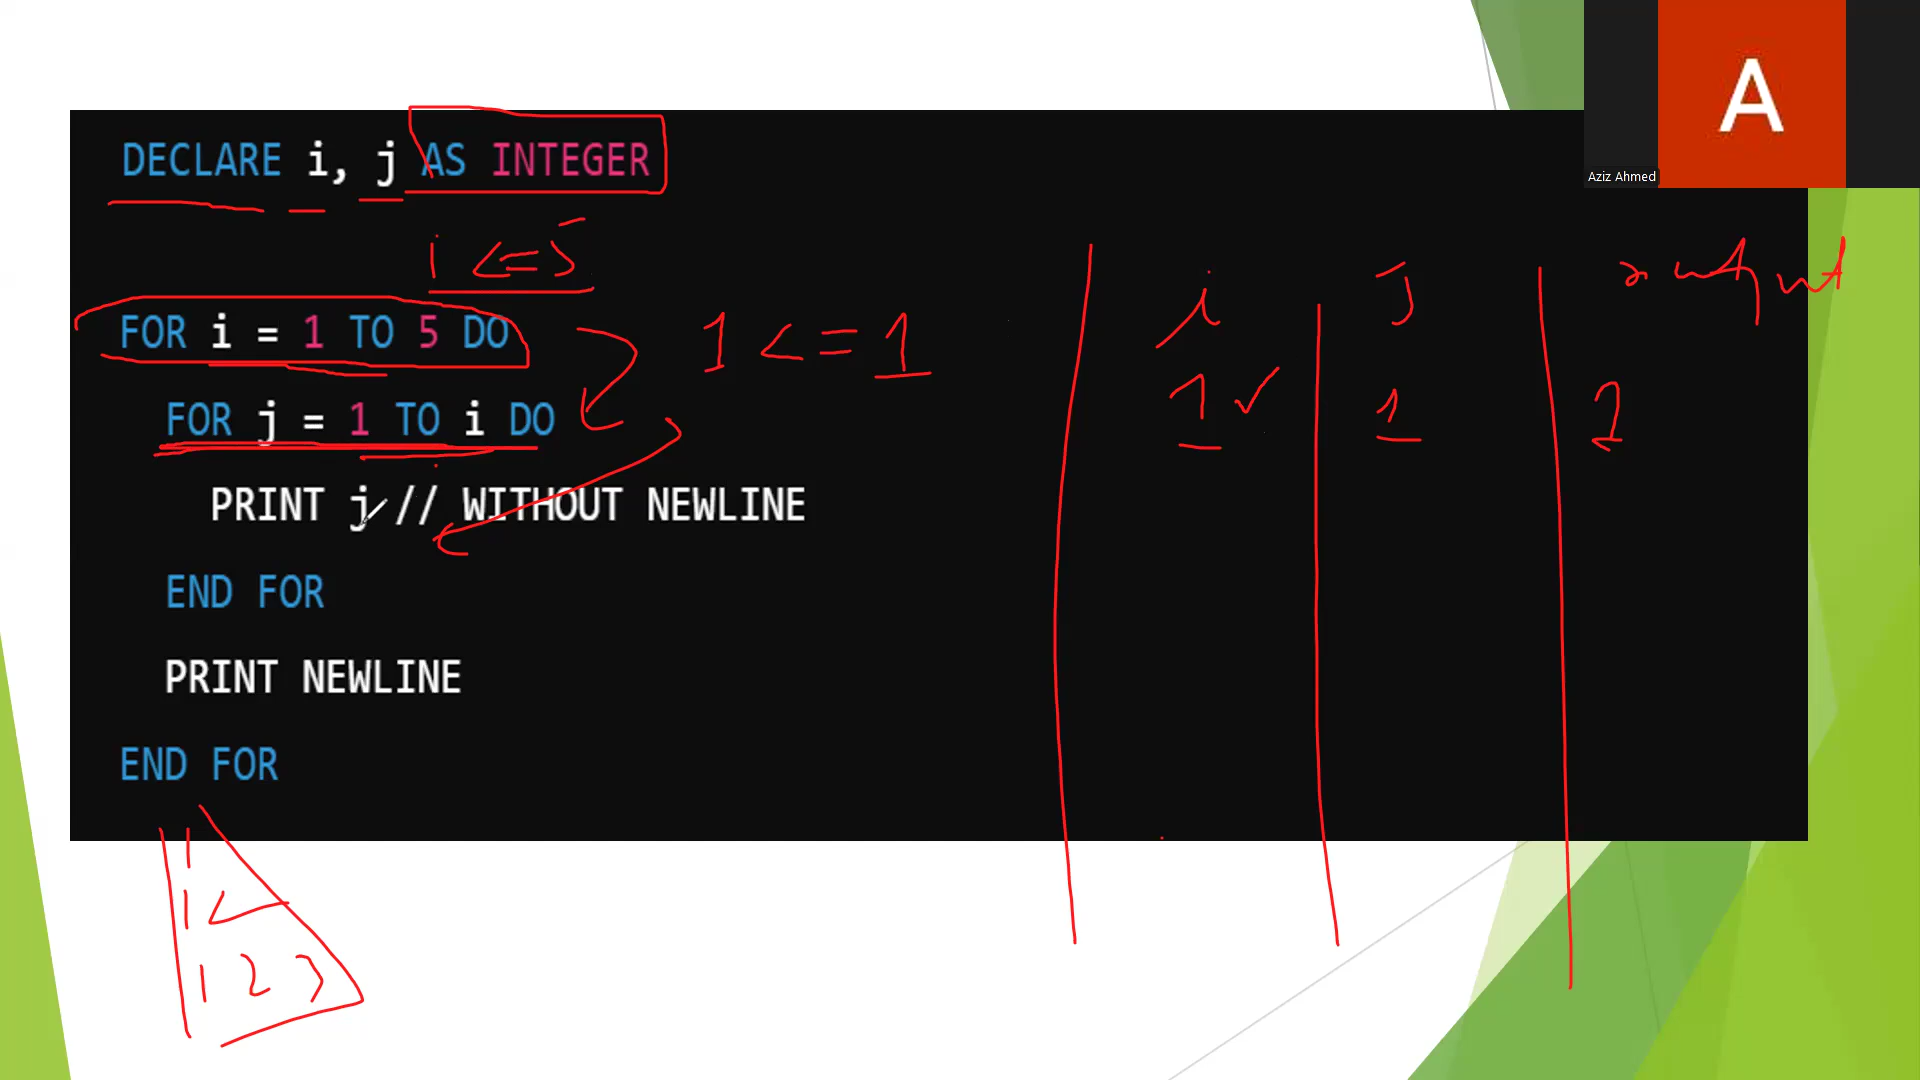 A
Aziz Ahmed
DECLARE i, j AS INTEGER
i <= 5
i j output
FOR i = 1 TO 5 DO
1 <= 1
1 1 1
FOR j = 1 TO i DO
PRINT j // WITHOUT NEWLINE
END FOR
PRINT NEWLINE
END FOR
1
1 2
1 2 3